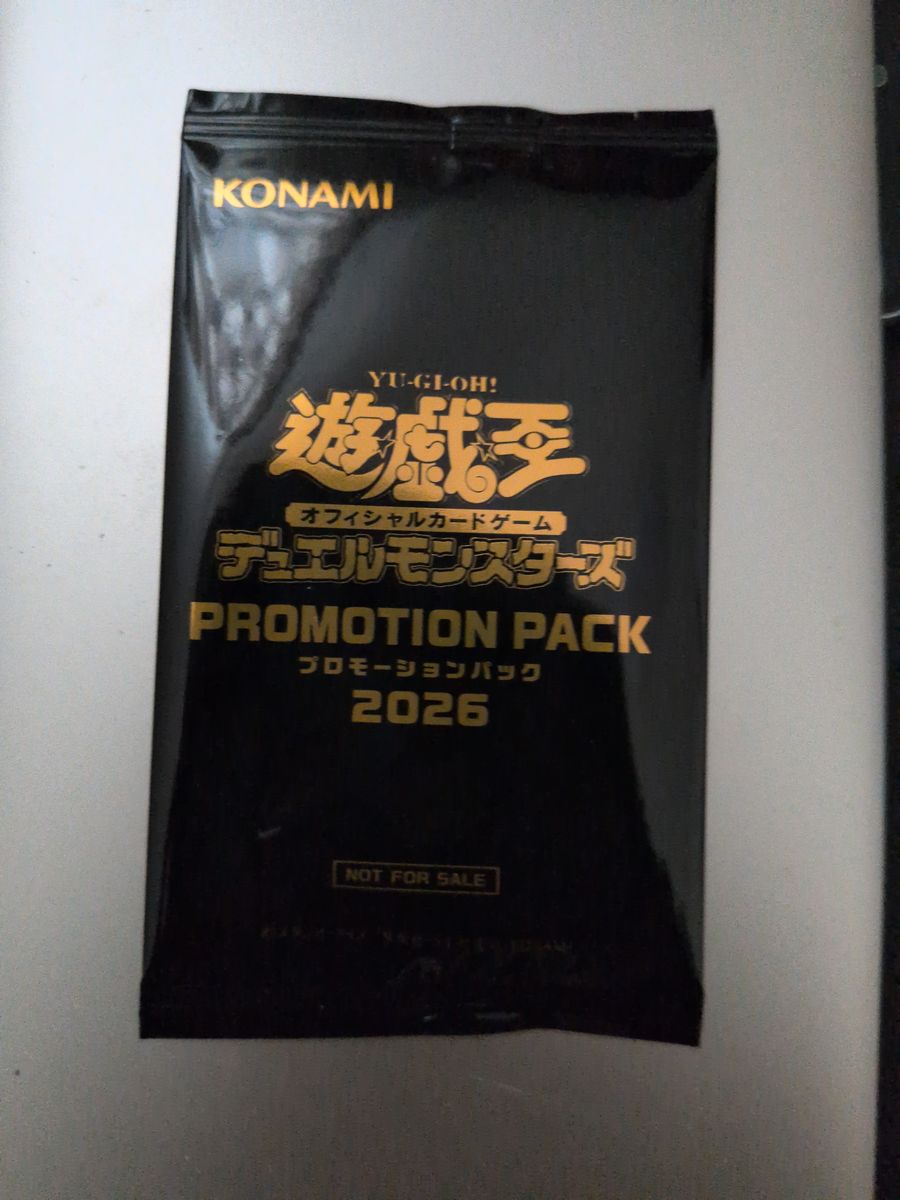 KONAMI
YU-GI-OH!
遊戯王
オフィシャルカードゲーム
デュエルモンスターズ
PROMOTION PACK
プロモーションパック
2026
NOT FOR SALE